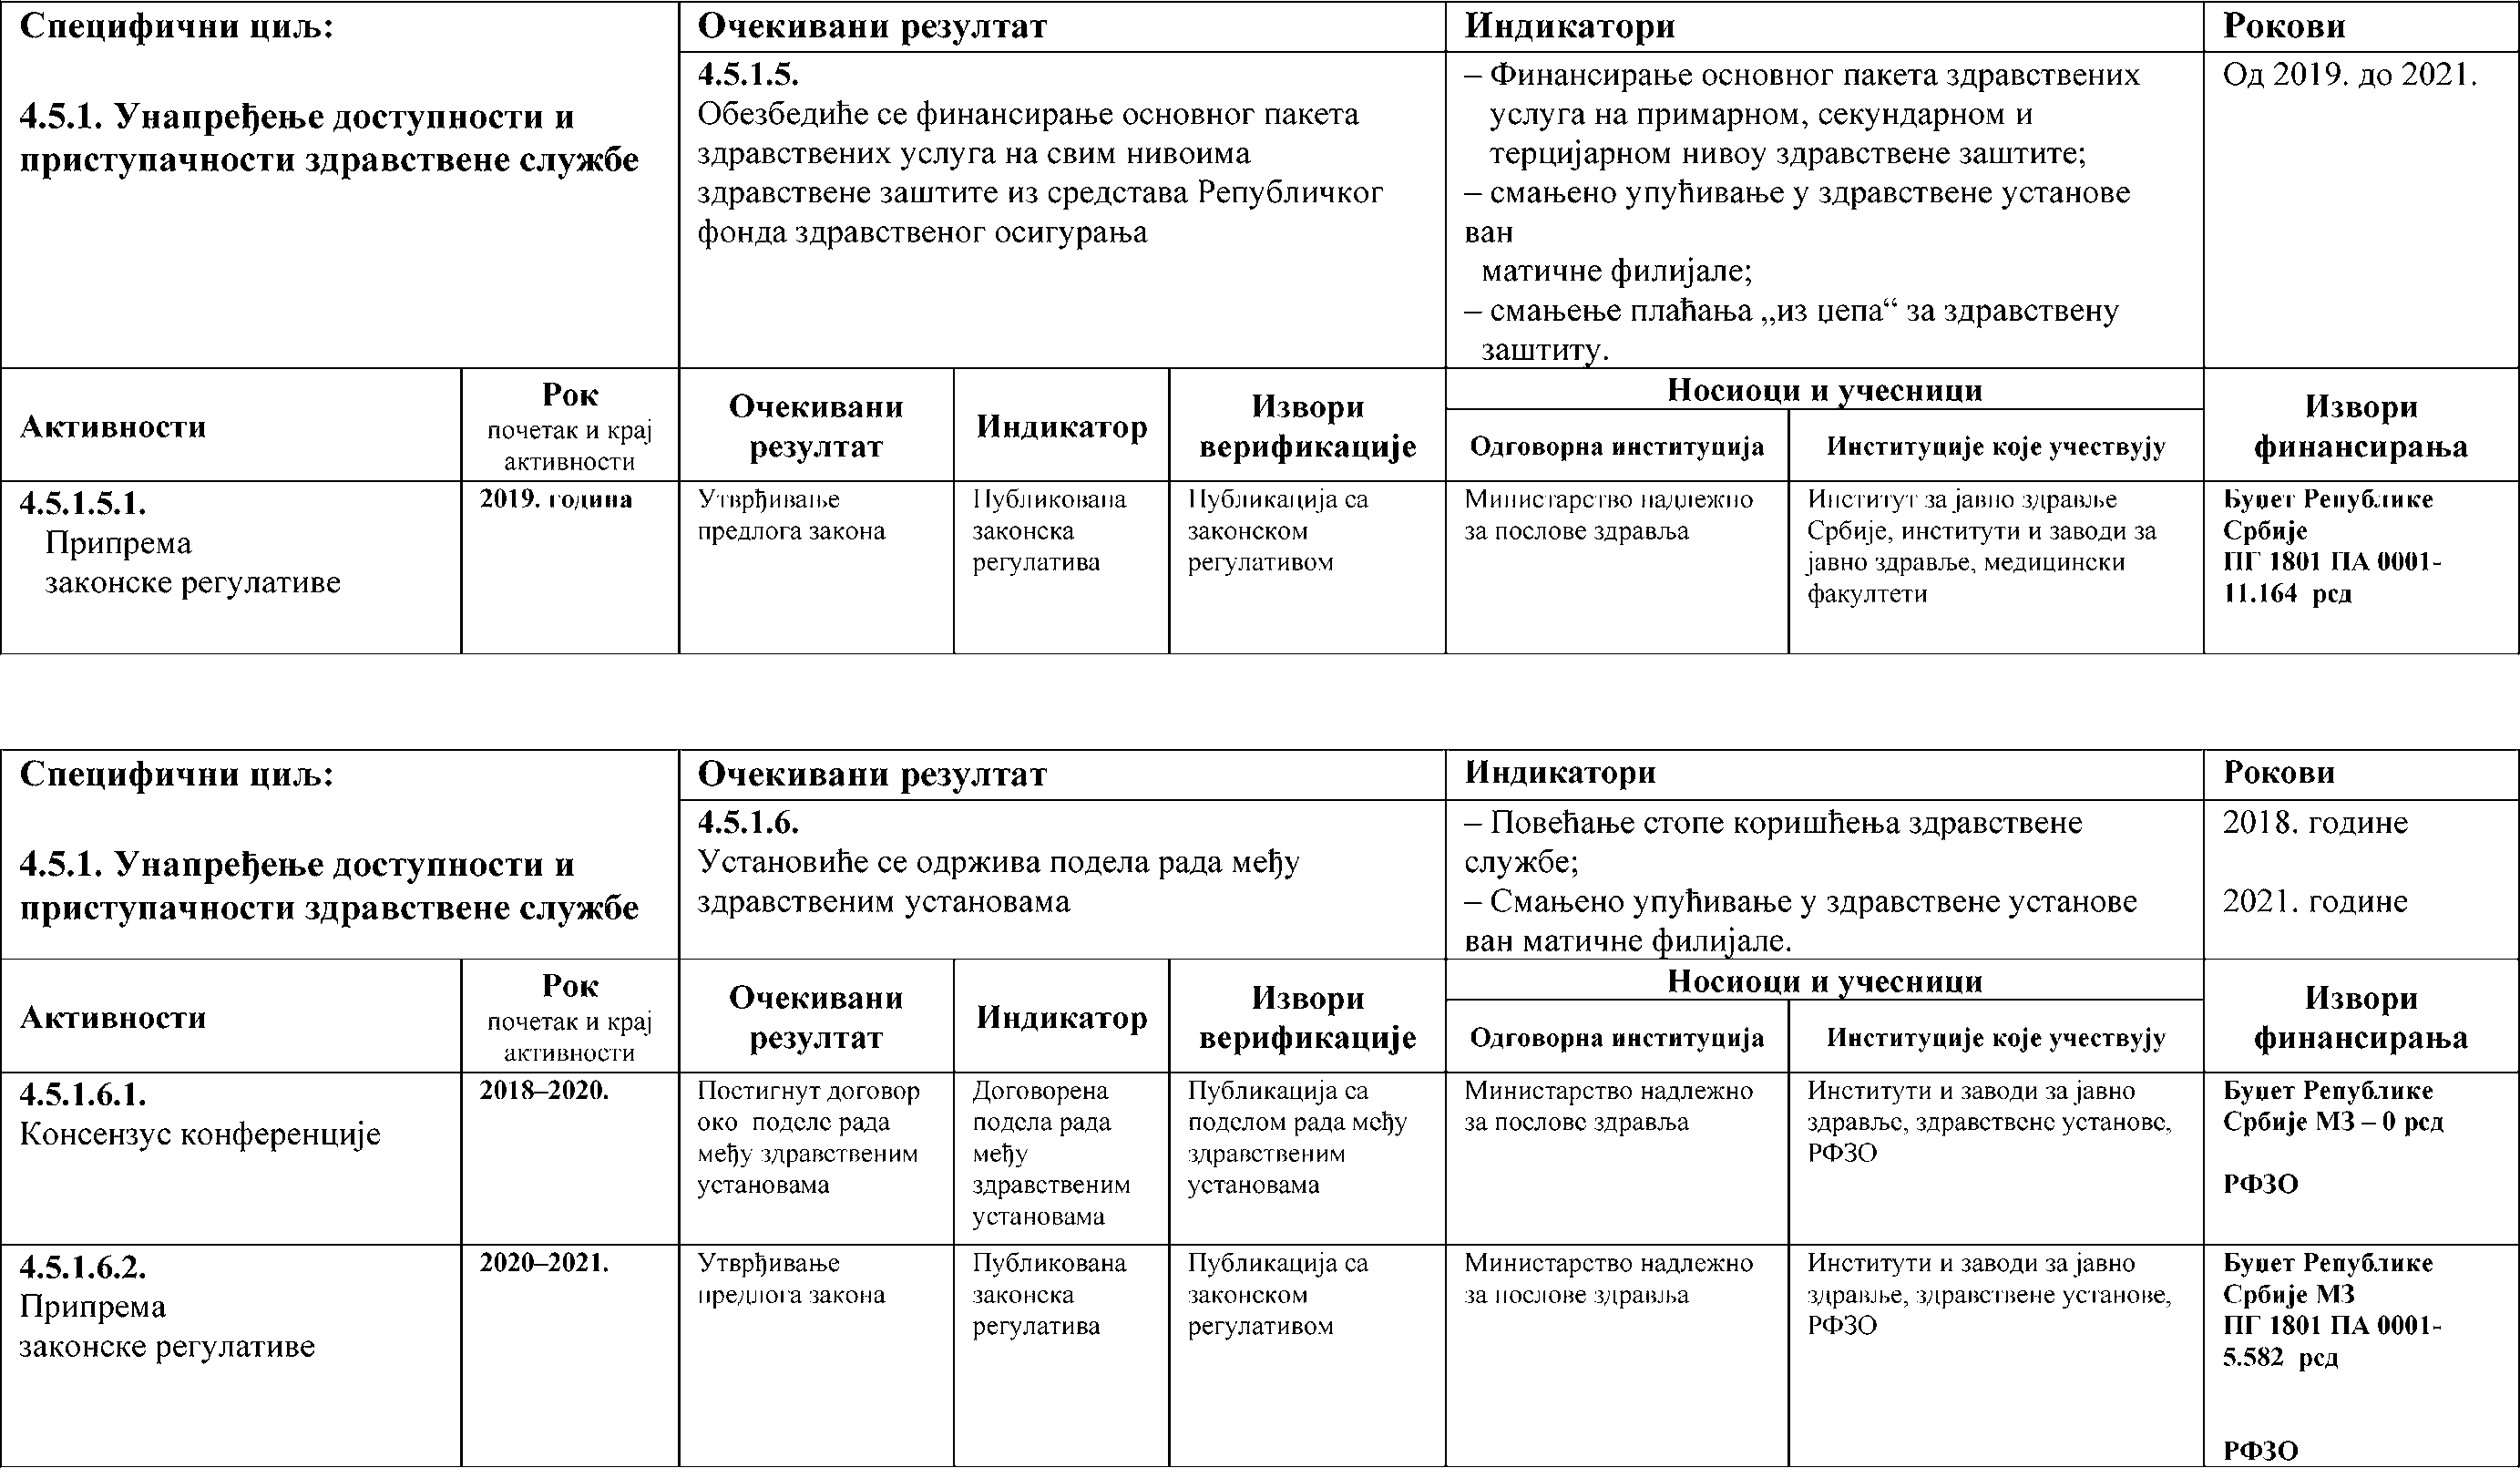 Специфични циљ:
4.5.1. Унапређење доступности и
приступачности здравствене службе
Очекивани резултат
4.5.1.5.
Обезбедиће се финансирање основног пакета
здравствених услуга на свим нивоима
здравствене заштите из средстава Републичког
фонда здравственог осигурања
Индикатори
– Финансирање основног пакета здравствених
услуга на примарном, секундарном и
терцијарном нивоу здравствене заштите;
– смањено упућивање у здравствене установе
ван
матичне филијале;
– смањење плаћања „из џепа“ за здравствену
заштиту.
Рокови
Од 2019. до 2021.
Активности
Рок
почетак и крај
активности
Очекивани
резултат
Индикатор
Извори
верификације
Носиоци и учесници
Одговорна институција
Институције које учествују
Извори
финансирања
4.5.1.5.1.
Припрема
законске регулативе
2019. година
Утврђивање
предлога закона
Публикована
законска
регулатива
Публикација са
законском
регулативом
Министарство надлежно
за послове здравља
Институт за јавно здравље
Србије, институти и заводи за
јавно здравље, медицински
факултети
Буџет Републике
Србије
ПГ 1801 ПА 0001-
11.164 рсд
Специфични циљ:
4.5.1. Унапређење доступности и
приступачности здравствене службе
Очекивани резултат
4.5.1.6.
Установиће се одржива подела рада међу
здравственим установама
Индикатори
– Повећање стопе коришћења здравствене
службе;
– Смањено упућивање у здравствене установе
ван матичне филијале.
Рокови
2018. године
2021. године
Активности
Рок
почетак и крај
активности
Очекивани
резултат
Индикатор
Извори
верификације
Носиоци и учесници
Одговорна институција
Институције које учествују
Извори
финансирања
4.5.1.6.1.
Консензус конференције
2018–2020.
Постигнут договор
око поделе рада
међу здравственим
установама
Договорена
подела рада
међу
здравственим
установама
Публикација са
поделом рада међу
здравственим
установама
Министарство надлежно
за послове здравља
Институти и заводи за јавно
здравље, здравствене установе,
РФЗО
Буџет Републике
Србије МЗ – 0 рсд
РФЗО
4.5.1.6.2.
Припрема
законске регулативе
2020–2021.
Утврђивање
предлога закона
Публикована
законска
регулатива
Публикација са
законском
регулативом
Министарство надлежно
за послове здравља
Институти и заводи за јавно
здравље, здравствене установе,
РФЗО
Буџет Републике
Србије МЗ
ПГ 1801 ПА 0001-
5.582 рсд
РФЗО